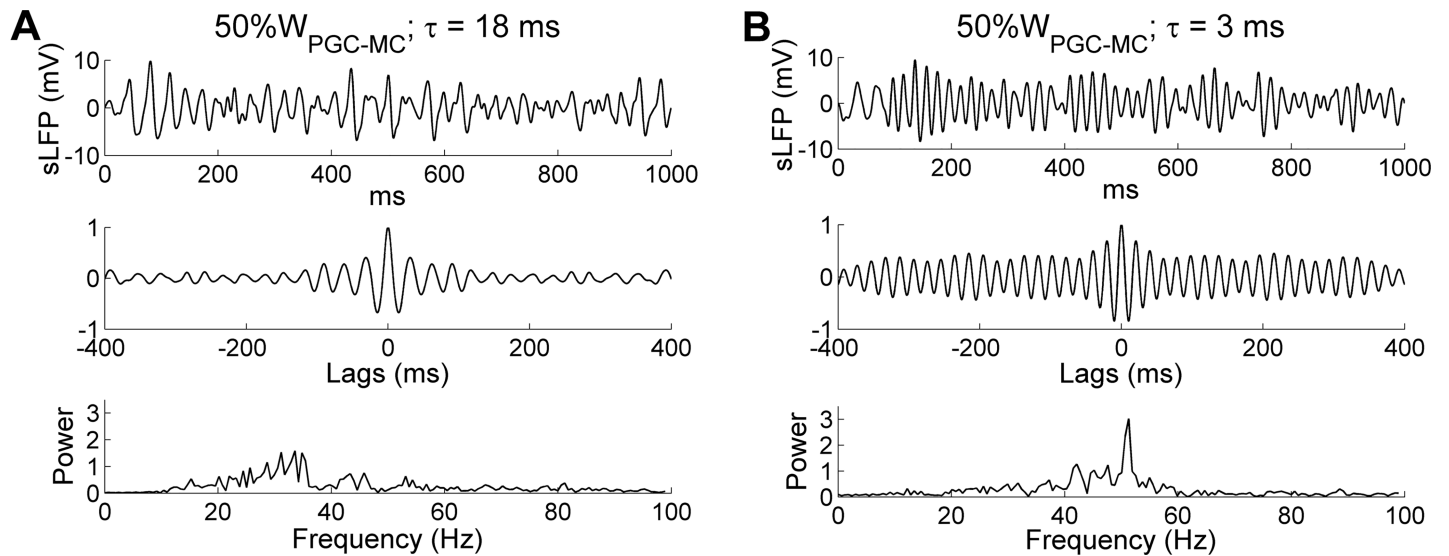 A
50%W_PGC-MC; τ = 18 ms
sLFP (mV)
10
0
-10
0 200 400 600 800 1000
ms
1
0
-1
-400 -200 0 200 400
Lags (ms)
Power
3
2
1
0
0 20 40 60 80 100
Frequency (Hz)
B
50%W_PGC-MC; τ = 3 ms
sLFP (mV)
10
0
-10
0 200 400 600 800 1000
ms
1
0
-1
-400 -200 0 200 400
Lags (ms)
Power
3
2
1
0
0 20 40 60 80 100
Frequency (Hz)